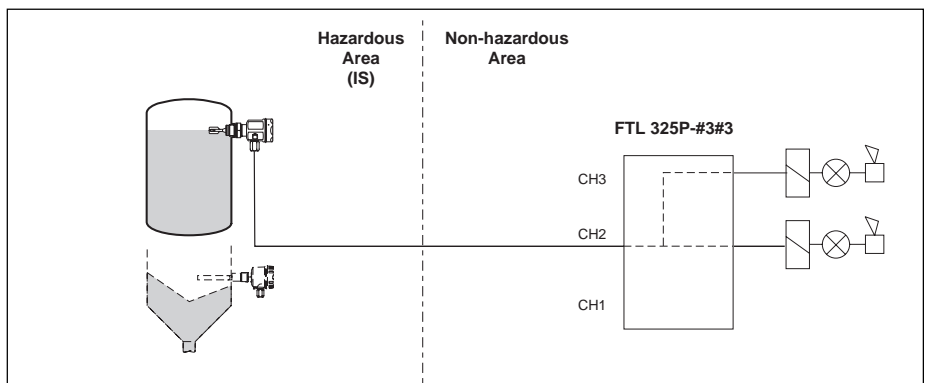 Hazardous
Area
(IS)
Non-hazardous
Area
FTL 325P-#3#3
CH3
CH2
CH1